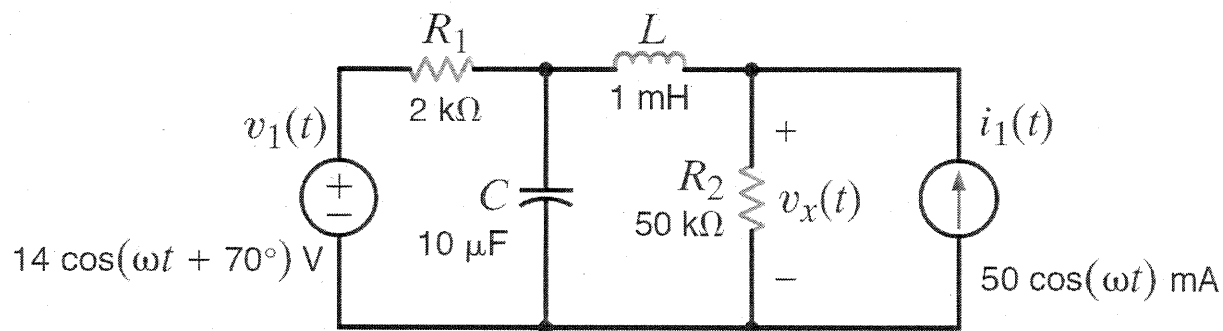 R1
L
2 kΩ
1 mH
v1(t)
+
−
14 cos(ωt + 70°) V
C
10 µF
R2
50 kΩ
+
vx(t)
−
i1(t)
50 cos(ωt) mA